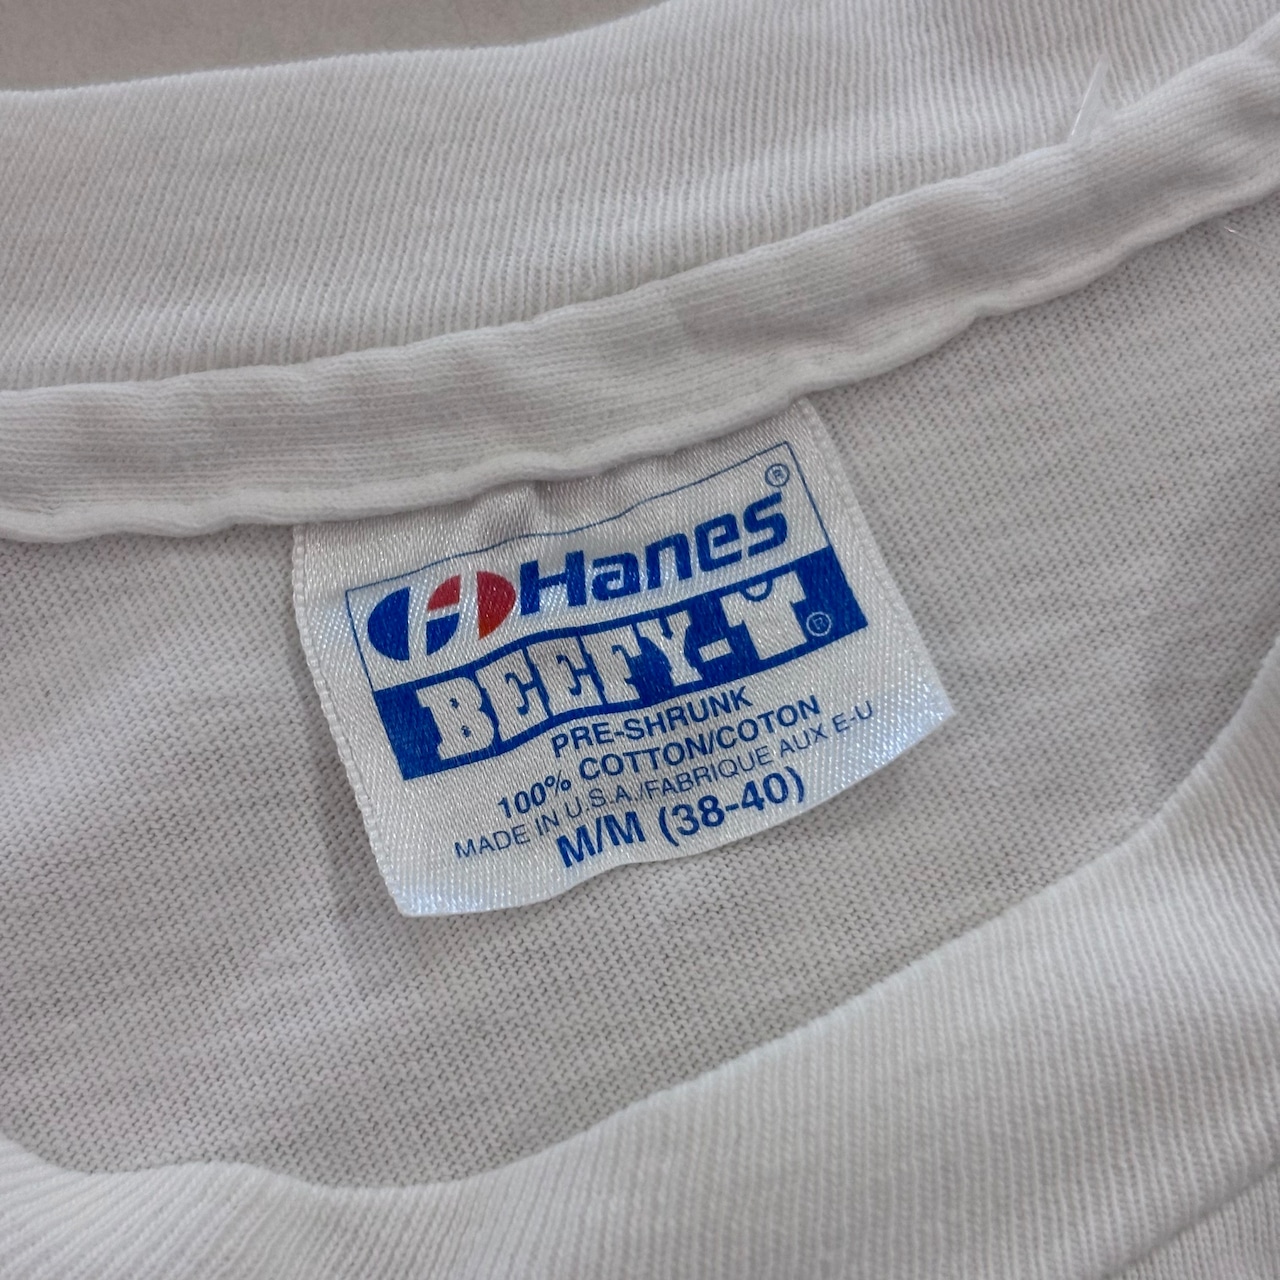 Hanes®
BEEFY-T®
PRE-SHRUNK
100% COTTON/COTON
MADE IN U.S.A./FABRIQUE AUX E-U
M/M (38-40)